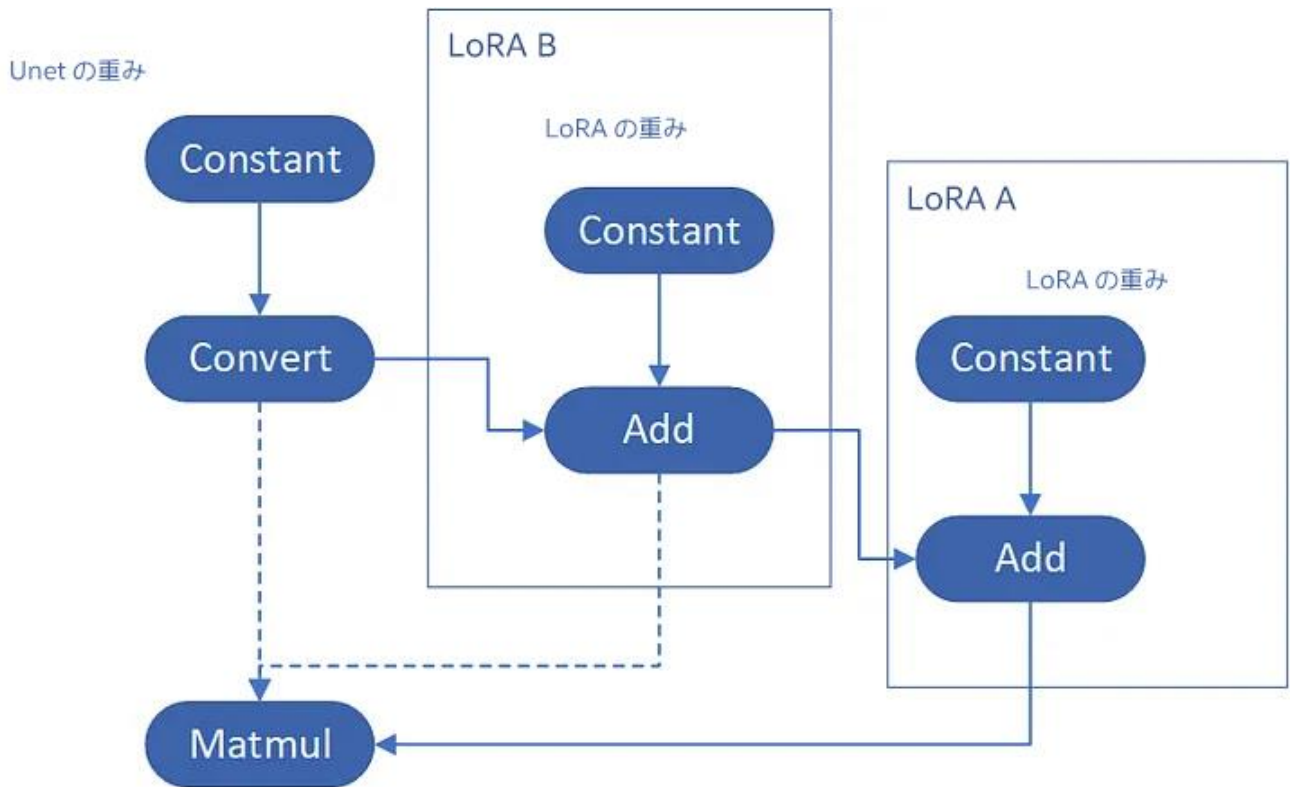 Unet の重み
Constant
Convert
Matmul
LoRA B
LoRA の重み
Constant
Add
LoRA A
LoRA の重み
Constant
Add